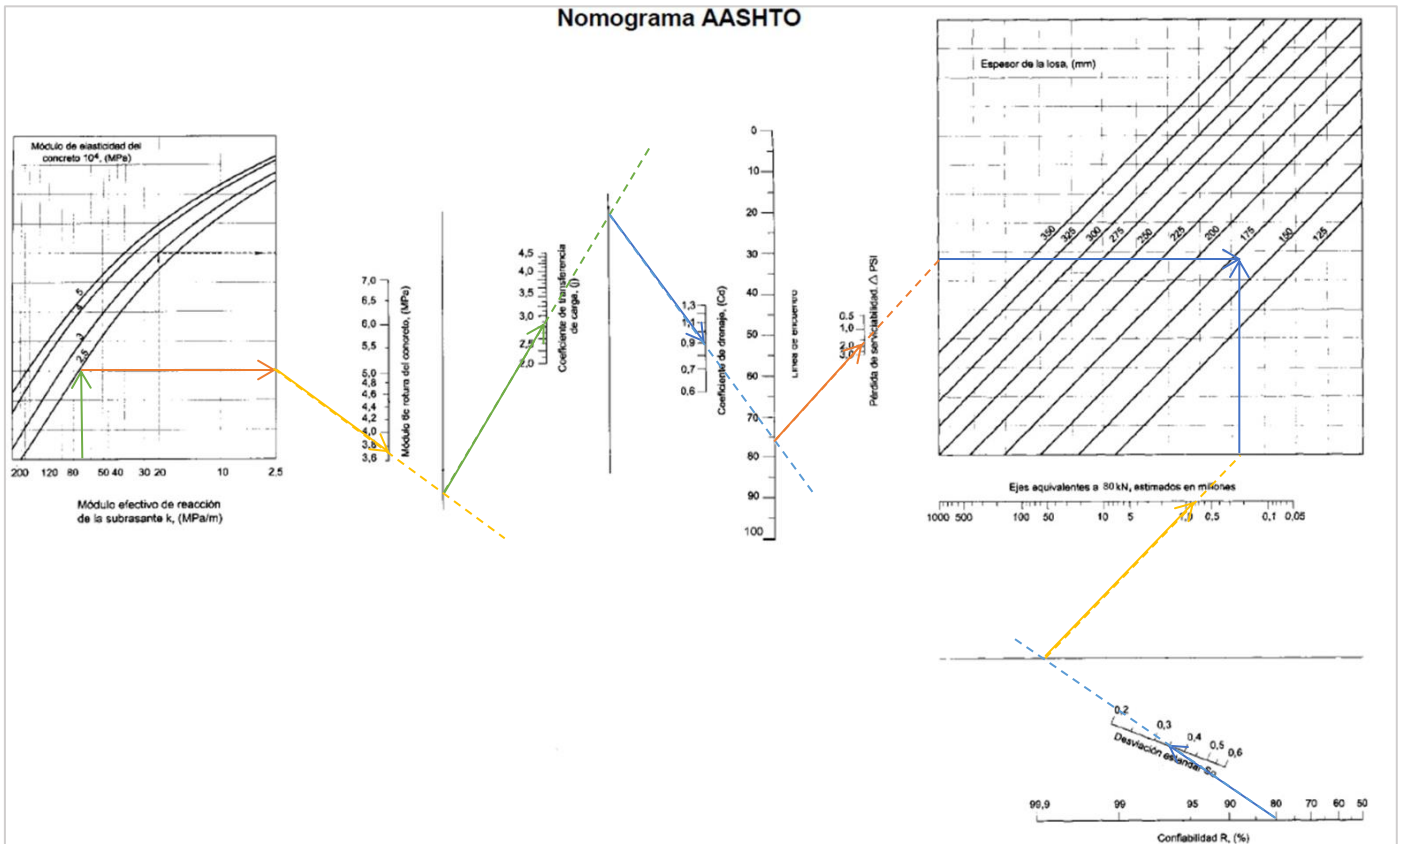 Nomograma AASHTO
Módulo de elasticidad del
concreto 10⁴, (MPa)
5
4
3
2.5
200 120 80 50 40 30 20 10 2.5
Módulo efectivo de reacción
de la subrasante k, (MPa/m)
7,0
6,5
6,0
5,5
5,0
4,8
4,6
4,4
4,2
4,0
3,8
3,6
Módulo de rotura del concreto, (MPa)
4,5
4,0
3,5
3,0
2,5
2,0
Coeficiente de transferencia
de carga, (j)
1,3
1,1
0,9
0,7
0,6
Coeficiente de drenaje, (Cd)
0
10
20
30
40
50
60
70
80
90
100
Línea de encuentro
0.5
1,0
2,0
3,0
Pérdida de serviciabilidad, Δ PSI
Espesor de la losa, (mm)
350 325 300 275 250 225 200 175 150 125
Ejes equivalentes a 80 kN, estimados en millones
1000 500 100 50 10 5 1,0 0,5 0,1 0,05
0,2
0,3
0,4
0,5
0,6
Desviación estandar So
99,9 99 95 90 80 70 60 50
Confiabilidad R, (%)